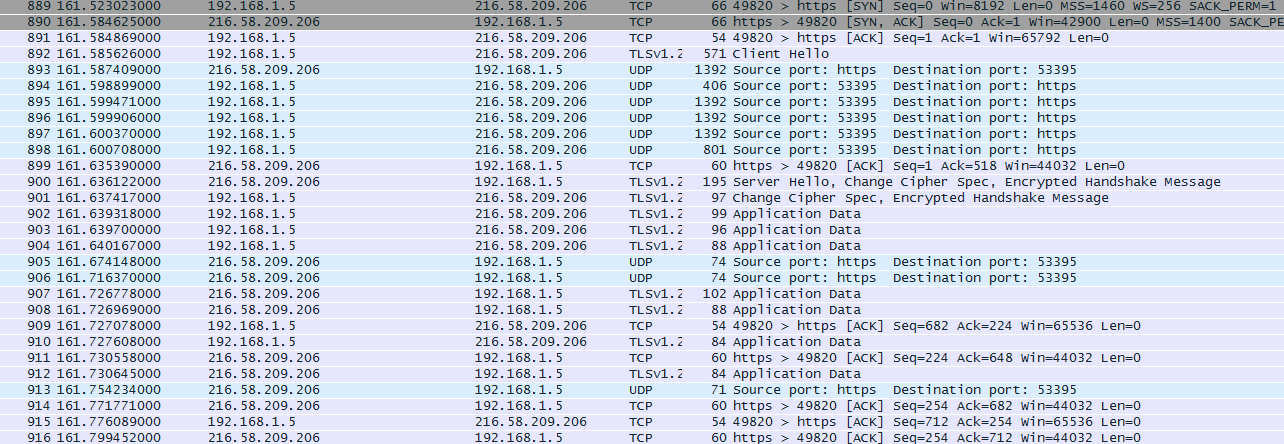 889 161.523023000 192.168.1.5 216.58.209.206 TCP 66 49820 > https [SYN] Seq=0 Win=8192 Len=0 MSS=1460 WS=256 SACK_PERM=1
890 161.584625000 216.58.209.206 192.168.1.5 TCP 66 https > 49820 [SYN, ACK] Seq=0 Ack=1 Win=42900 Len=0 MSS=1400 SACK_PE
891 161.584869000 192.168.1.5 216.58.209.206 TCP 54 49820 > https [ACK] Seq=1 Ack=1 Win=65792 Len=0
892 161.585626000 192.168.1.5 216.58.209.206 TLSv1.2 571 Client Hello
893 161.587409000 216.58.209.206 192.168.1.5 UDP 1392 Source port: https Destination port: 53395
894 161.598899000 192.168.1.5 216.58.209.206 UDP 406 Source port: 53395 Destination port: https
895 161.599471000 192.168.1.5 216.58.209.206 UDP 1392 Source port: 53395 Destination port: https
896 161.599906000 192.168.1.5 216.58.209.206 UDP 1392 Source port: 53395 Destination port: https
897 161.600370000 192.168.1.5 216.58.209.206 UDP 1392 Source port: 53395 Destination port: https
898 161.600708000 192.168.1.5 216.58.209.206 UDP 801 Source port: 53395 Destination port: https
899 161.635390000 216.58.209.206 192.168.1.5 TCP 60 https > 49820 [ACK] Seq=1 Ack=518 Win=44032 Len=0
900 161.636122000 216.58.209.206 192.168.1.5 TLSv1.2 195 Server Hello, Change Cipher Spec, Encrypted Handshake Message
901 161.637417000 192.168.1.5 216.58.209.206 TLSv1.2 97 Change Cipher Spec, Encrypted Handshake Message
902 161.639318000 192.168.1.5 216.58.209.206 TLSv1.2 99 Application Data
903 161.639700000 192.168.1.5 216.58.209.206 TLSv1.2 96 Application Data
904 161.640167000 192.168.1.5 216.58.209.206 TLSv1.2 88 Application Data
905 161.674148000 216.58.209.206 192.168.1.5 UDP 74 Source port: https Destination port: 53395
906 161.716370000 216.58.209.206 192.168.1.5 UDP 74 Source port: https Destination port: 53395
907 161.726778000 216.58.209.206 192.168.1.5 TLSv1.2 102 Application Data
908 161.726969000 216.58.209.206 192.168.1.5 TLSv1.2 88 Application Data
909 161.727078000 192.168.1.5 216.58.209.206 TCP 54 49820 > https [ACK] Seq=682 Ack=224 Win=65536 Len=0
910 161.727608000 192.168.1.5 216.58.209.206 TLSv1.2 84 Application Data
911 161.730558000 216.58.209.206 192.168.1.5 TCP 60 https > 49820 [ACK] Seq=224 Ack=648 Win=44032 Len=0
912 161.730645000 216.58.209.206 192.168.1.5 TLSv1.2 84 Application Data
913 161.754234000 216.58.209.206 192.168.1.5 UDP 71 Source port: https Destination port: 53395
914 161.771771000 216.58.209.206 192.168.1.5 TCP 60 https > 49820 [ACK] Seq=254 Ack=682 Win=44032 Len=0
915 161.776089000 192.168.1.5 216.58.209.206 TCP 54 49820 > https [ACK] Seq=712 Ack=254 Win=65536 Len=0
916 161.799452000 216.58.209.206 192.168.1.5 TCP 60 https > 49820 [ACK] Seq=254 Ack=712 Win=44032 Len=0